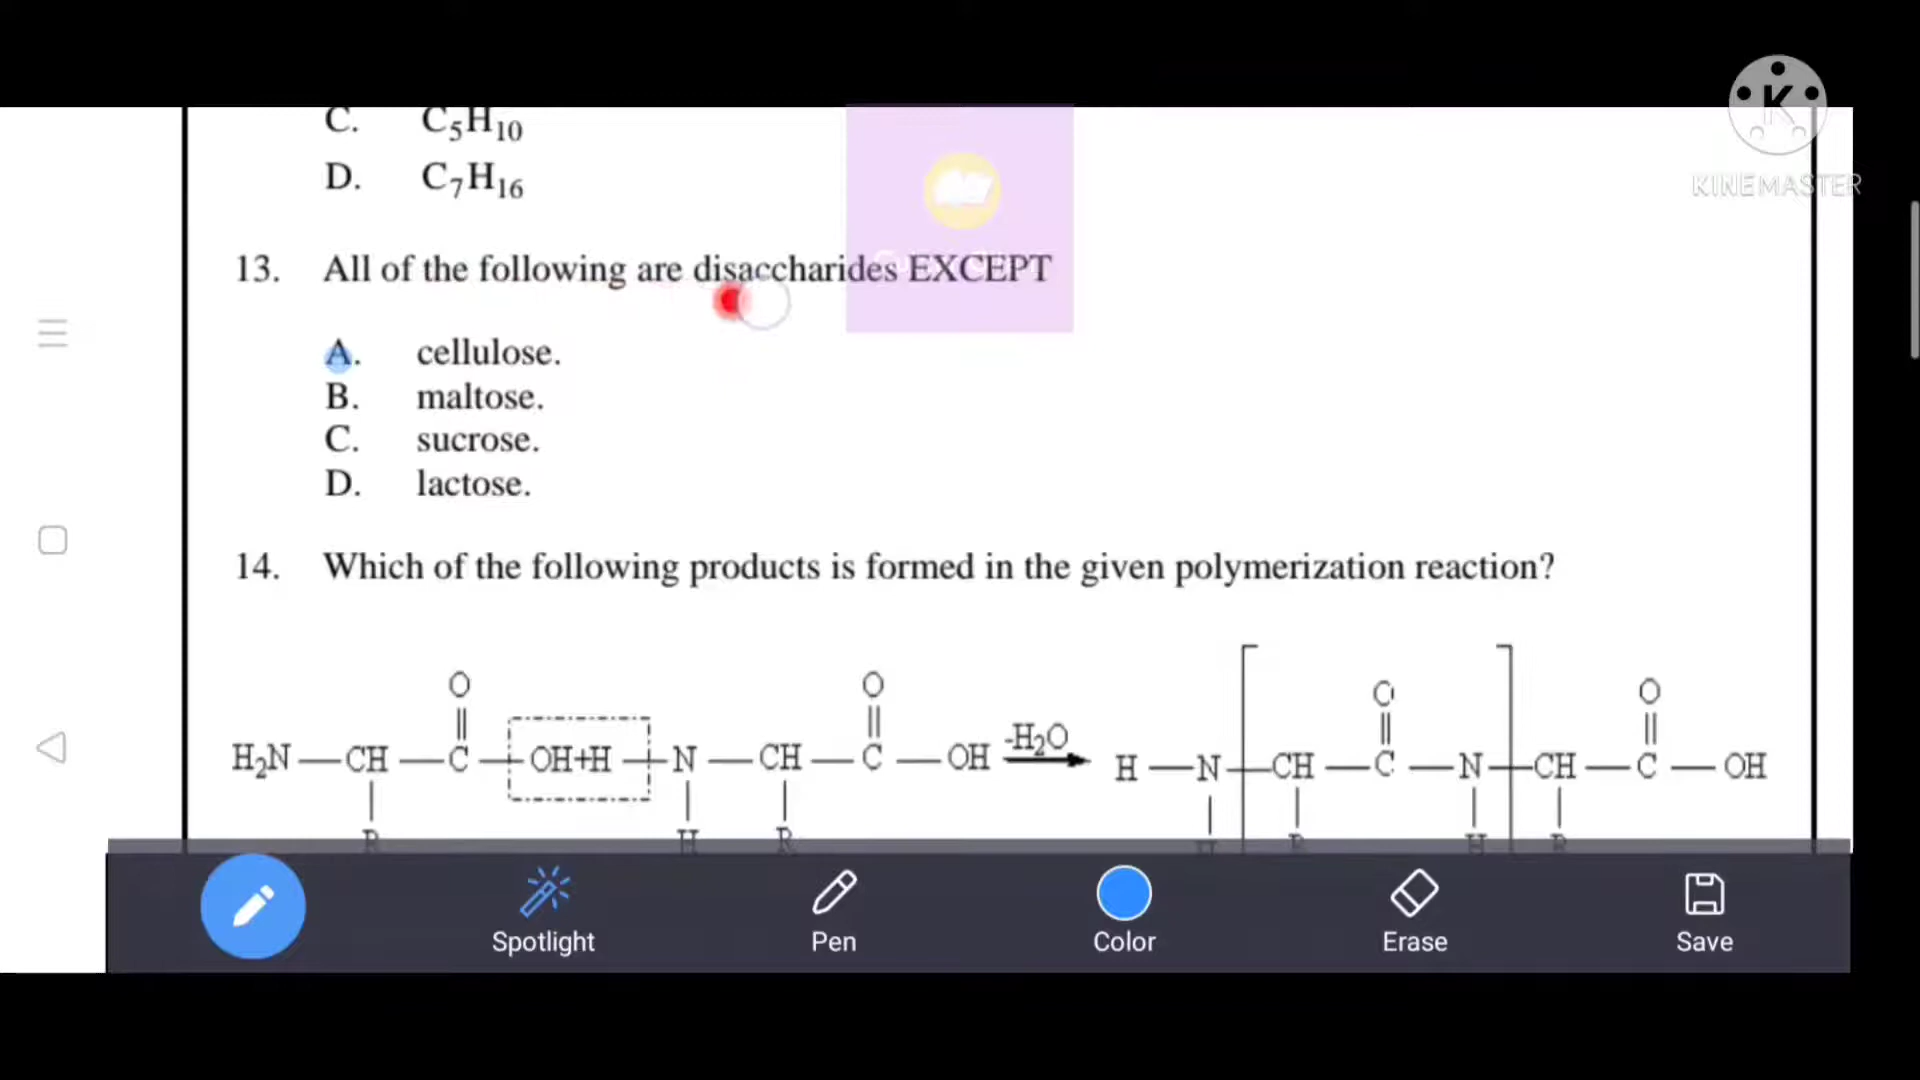 KINEMASTER
C. C5H10
D. C7H16
13. All of the following are disaccharides EXCEPT
A. cellulose.
B. maltose.
C. sucrose.
D. lactose.
14. Which of the following products is formed in the given polymerization reaction?
O O O O
H2N—CH—C—OH+H—N—CH—C—OH -H2O H—N—CH—C—N—CH—C—OH
R H R H R H R
Spotlight Pen Color Erase Save